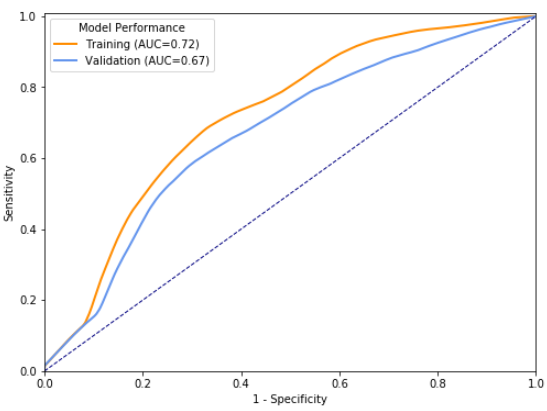 Model Performance
Training (AUC=0.72)
Validation (AUC=0.67)
1.0
0.8
0.6
0.4
0.2
0.0
Sensitivity
0.0 0.2 0.4 0.6 0.8 1.0
1 - Specificity